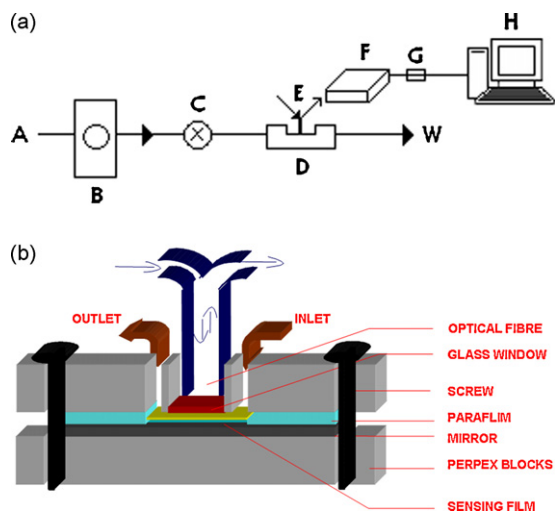 (a)
H
F
G
C
E
A
W
D
B
(b)
OUTLET
INLET
OPTICAL FIBRE
GLASS WINDOW
SCREW
PARAFLIM
MIRROR
PERPEX BLOCKS
SENSING FILM